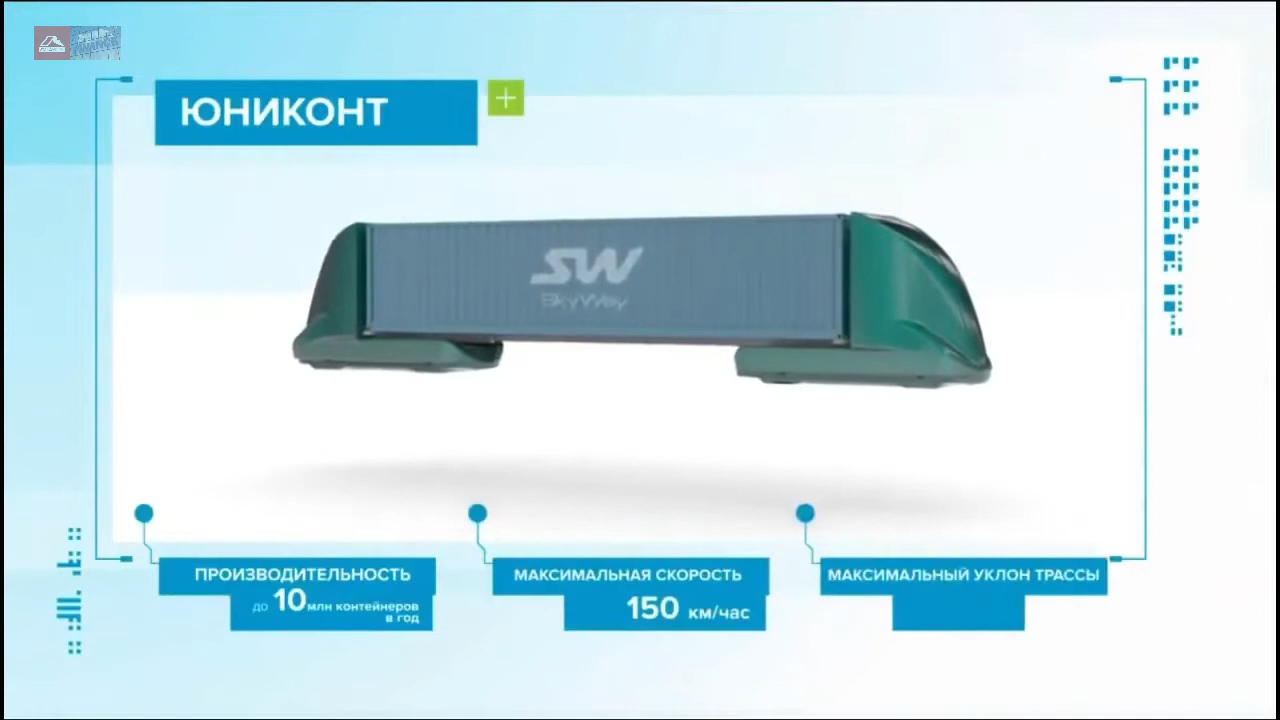 ЮНИКОНТ
SW
SkyWay
ПРОИЗВОДИТЕЛЬНОСТЬ
до 10 млн контейнеров
в год
МАКСИМАЛЬНАЯ СКОРОСТЬ
150 км/час
МАКСИМАЛЬНЫЙ УКЛОН ТРАССЫ